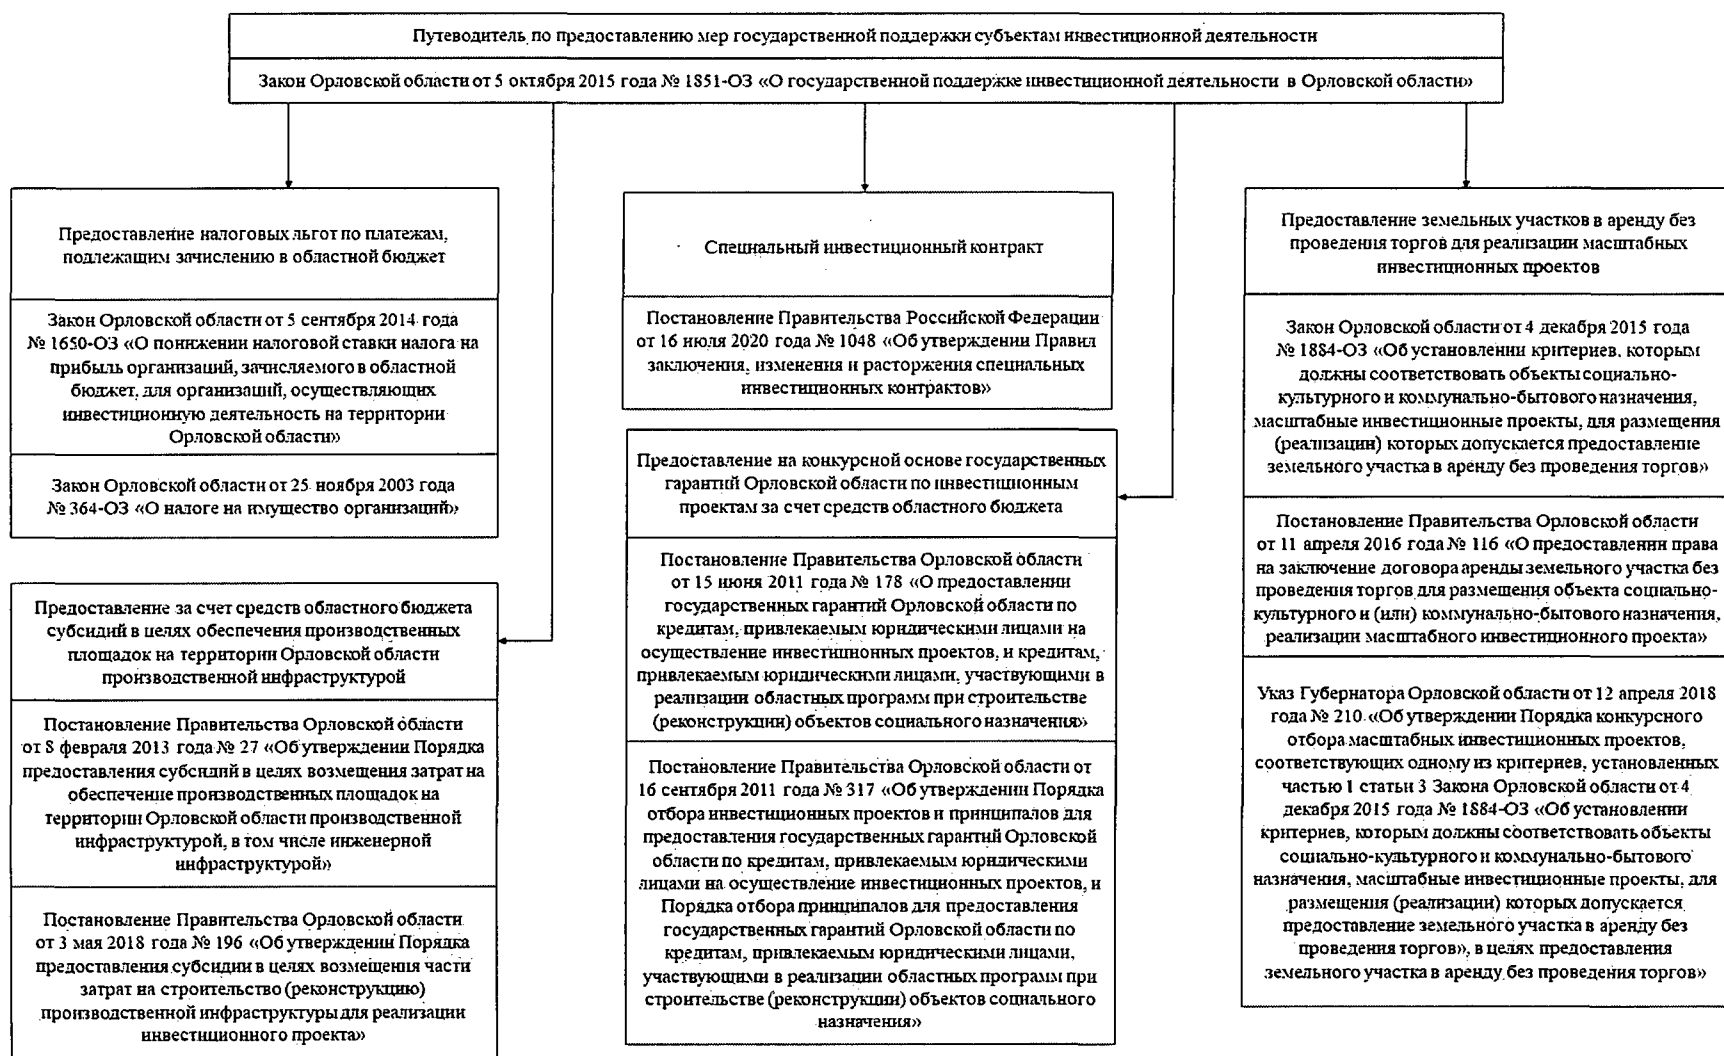 Путеводитель по предоставлению мер государственной поддержки субъектам инвестиционной деятельности
Закон Орловской области от 5 октября 2015 года № 1851-ОЗ «О государственной поддержке инвестиционной деятельности в Орловской области»
Предоставление налоговых льгот по платежам,
подлежащим зачислению в областной бюджет
Закон Орловской области от 5 сентября 2014 года
№ 1650-ОЗ «О понижении налоговой ставки налога на
прибыль организаций, зачисляемого в областной
бюджет, для организаций, осуществляющих
инвестиционную деятельность на территории
Орловской области»
Закон Орловской области от 25 ноября 2003 года
№ 364-ОЗ «О налоге на имущество организаций»
Предоставление за счет средств областного бюджета
субсидий в целях обеспечения производственных
площадок на территории Орловской области
производственной инфраструктурой
Постановление Правительства Орловской области
от 8 февраля 2013 года № 27 «Об утверждении Порядка
предоставления субсидий в целях возмещения затрат на
обеспечение производственных площадок на
территории Орловской области производственной
инфраструктурой, в том числе инженерной
инфраструктурой»
Постановление Правительства Орловской области
от 3 мая 2018 года № 196 «Об утверждении Порядка
предоставления субсидии в целях возмещения части
затрат на строительство (реконструкцию)
производственной инфраструктуры для реализации
инвестиционного проекта»
Специальный инвестиционный контракт
Постановление Правительства Российской Федерации
от 16 июля 2020 года № 1048 «Об утверждении Правил
заключения, изменения и расторжения специальных
инвестиционных контрактов»
Предоставление на конкурсной основе государственных
гарантий Орловской области по инвестиционным
проектам за счет средств областного бюджета
Постановление Правительства Орловской области
от 15 июня 2011 года № 178 «О предоставлении
государственных гарантий Орловской области по
кредитам, привлекаемым юридическими лицами на
осуществление инвестиционных проектов, и кредитам,
привлекаемым юридическими лицами, участвующими в
реализации областных программ при строительстве
(реконструкции) объектов социального назначения»
Постановление Правительства Орловской области от
16 сентября 2011 года № 317 «Об утверждении Порядка
отбора инвестиционных проектов и принципалов для
предоставления государственных гарантий Орловской
области по кредитам, привлекаемым юридическими
лицами на осуществление инвестиционных проектов, и
Порядка отбора принципалов для предоставления
государственных гарантий Орловской области по
кредитам, привлекаемым юридическими лицами,
участвующими в реализации областных программ при
строительстве (реконструкции) объектов социального
назначения»
Предоставление земельных участков в аренду без
проведения торгов для реализации масштабных
инвестиционных проектов
Закон Орловской области от 4 декабря 2015 года
№ 1884-ОЗ «Об установлении критериев, которым
должны соответствовать объекты социально-
культурного и коммунально-бытового назначения,
масштабные инвестиционные проекты, для размещения
(реализации) которых допускается предоставление
земельного участка в аренду без проведения торгов»
Постановление Правительства Орловской области
от 11 апреля 2016 года № 116 «О предоставлении права
на заключение договора аренды земельного участка без
проведения торгов для размещения объекта социально-
культурного и (или) коммунально-бытового назначения,
реализации масштабного инвестиционного проекта»
Указ Губернатора Орловской области от 12 апреля 2018
года № 210 «Об утверждении Порядка конкурсного
отбора масштабных инвестиционных проектов,
соответствующих одному из критериев, установленных
частью 1 статьи 3 Закона Орловской области от 4
декабря 2015 года № 1884-ОЗ «Об установлении
критериев, которым должны соответствовать объекты
социально-культурного и коммунально-бытового
назначения, масштабные инвестиционные проекты, для
размещения (реализации) которых допускается
предоставление земельного участка в аренду без
проведения торгов», в целях предоставления
земельного участка в аренду без проведения торгов»